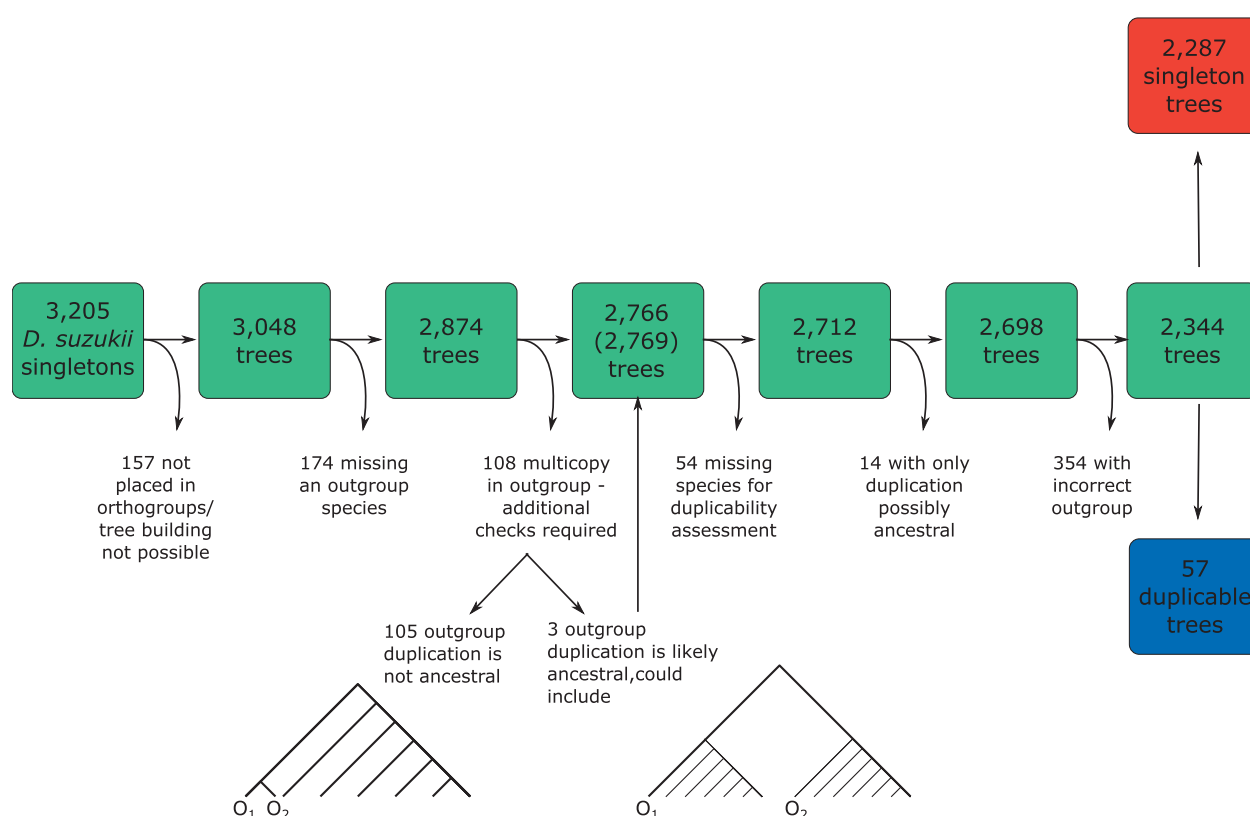 2,287
singleton
trees
3,205
D. suzukii
singletons
3,048
trees
2,874
trees
2,766
(2,769)
trees
2,712
trees
2,698
trees
2,344
trees
157 not
placed in
orthogroups/
tree building
not possible
174 missing
an outgroup
species
108 multicopy
in outgroup -
additional
checks required
54 missing
species for
duplicability
assessment
14 with only
duplication
possibly
ancestral
354 with
incorrect
outgroup
57
duplicable
trees
105 outgroup
duplication is
not ancestral
3 outgroup
duplication is likely
ancestral,could
include
O₁ O₂
O₁ O₂